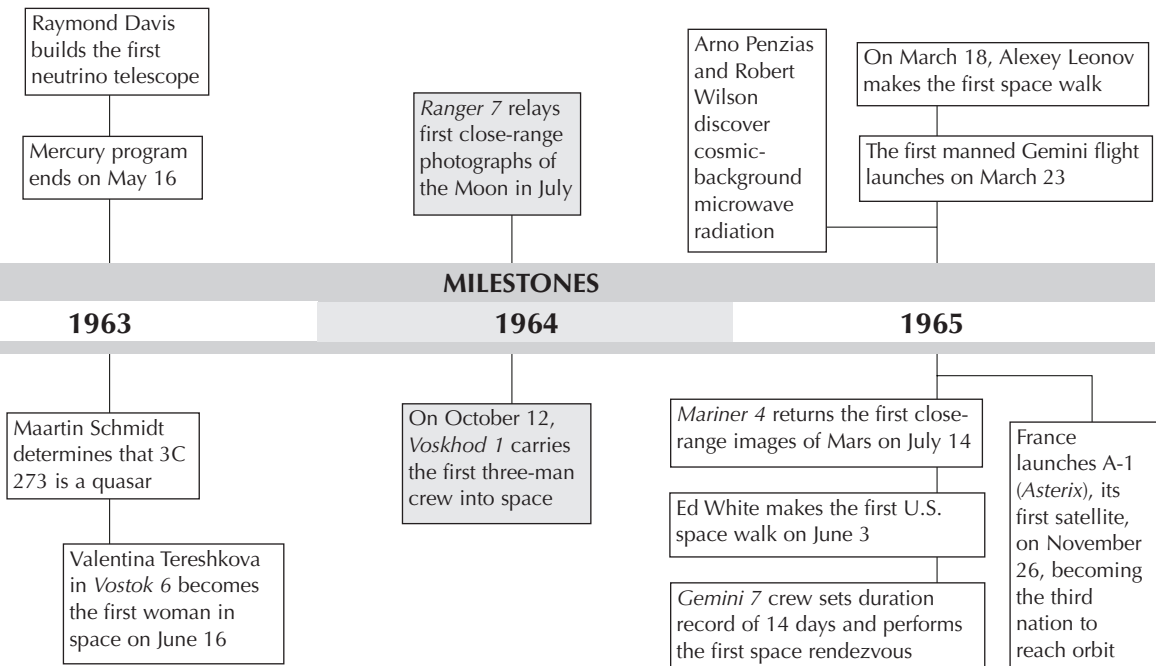 Raymond Davis
builds the first
neutrino telescope
Mercury program
ends on May 16
Ranger 7 relays
first close-range
photographs of
the Moon in July
Arno Penzias
and Robert
Wilson
discover
cosmic-
background
microwave
radiation
On March 18, Alexey Leonov
makes the first space walk
The first manned Gemini flight
launches on March 23
MILESTONES
1963
1964
1965
Maartin Schmidt
determines that 3C
273 is a quasar
Valentina Tereshkova
in Vostok 6 becomes
the first woman in
space on June 16
On October 12,
Voskhod 1 carries
the first three-man
crew into space
Mariner 4 returns the first close-
range images of Mars on July 14
Ed White makes the first U.S.
space walk on June 3
Gemini 7 crew sets duration
record of 14 days and performs
the first space rendezvous
France
launches A-1
(Asterix), its
first satellite,
on November
26, becoming
the third
nation to
reach orbit